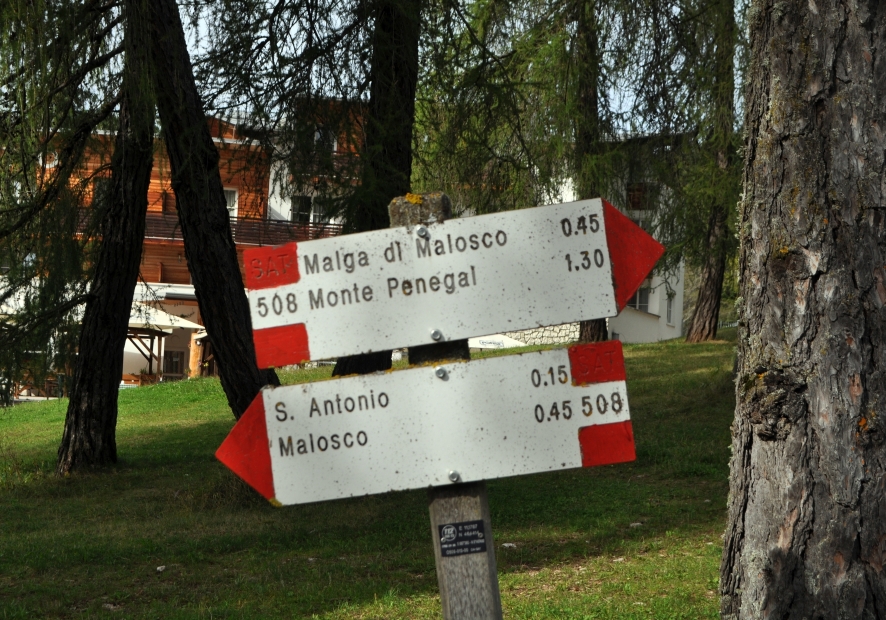 SAT Malga di Malosco 0.45
508 Monte Penegal 1.30
S. Antonio 0.15 SAT
Malosco 0.45 508